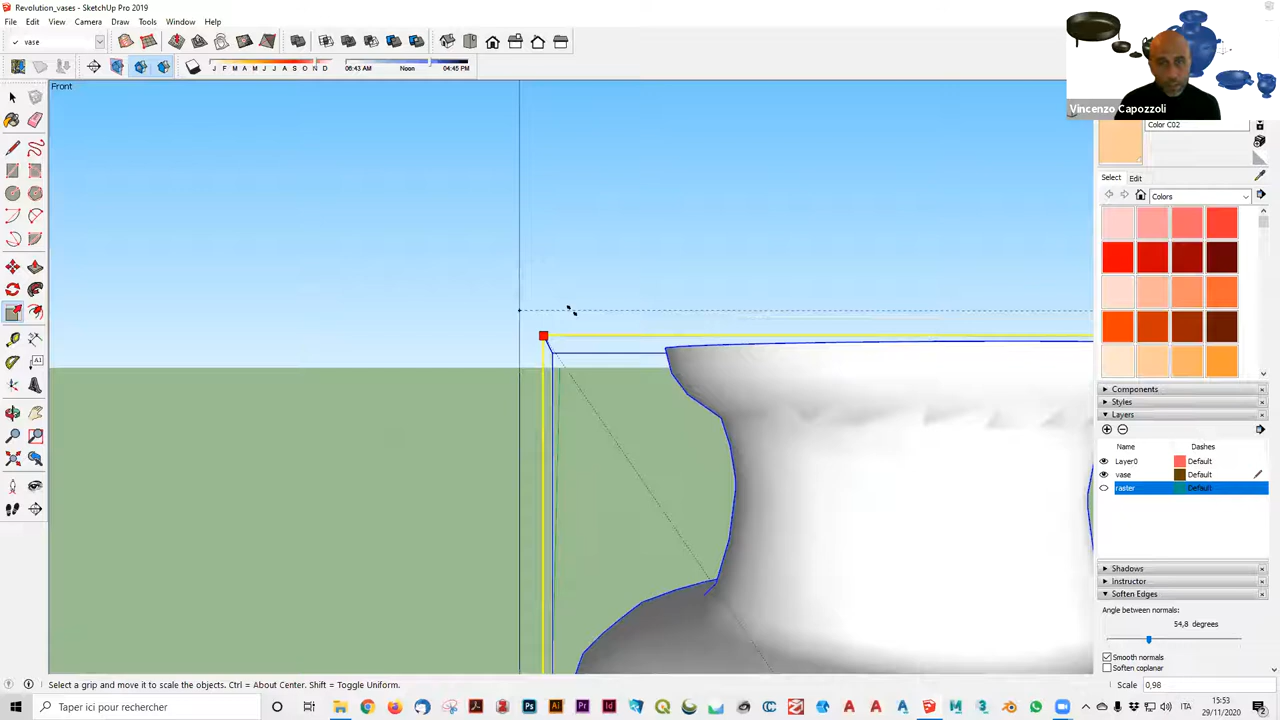 Revolution_vases - SketchUp Pro 2019
File Edit View Camera Draw Tools Window Help
vase
J F M A M J J A S O N D
06:43 AM Noon 04:45 PM
Front
Vincenzo Capozzoli
Color C02
Select Edit
Colors
Components
Styles
Layers
Name Dashes
Layer0 Default
vase Default
raster Default
Shadows
Instructor
Soften Edges
Angle between normals:
54,8 degrees
Smooth normals
Soften coplanar
Select a grip and move it to scale the objects. Ctrl = About Center. Shift = Toggle Uniform.
Scale 0,98
Taper ici pour rechercher
ITA
15:53
29/11/2020